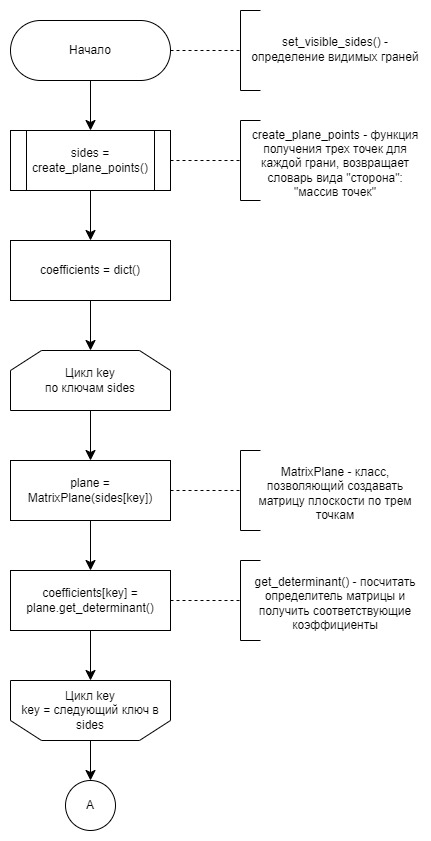 Начало
set_visible_sides() -
определение видимых граней
sides =
create_plane_points()
create_plane_points - функция
получения трех точек для
каждой грани, возвращает
словарь вида "сторона":
"массив точек"
coefficients = dict()
Цикл key
по ключам sides
plane =
MatrixPlane(sides[key])
MatrixPlane - класс,
позволяющий создавать
матрицу плоскости по трем
точкам
coefficients[key] =
plane.get_determinant()
get_determinant() - посчитать
определитель матрицы и
получить соответствующие
коэффициенты
Цикл key
key = следующий ключ в
sides
A